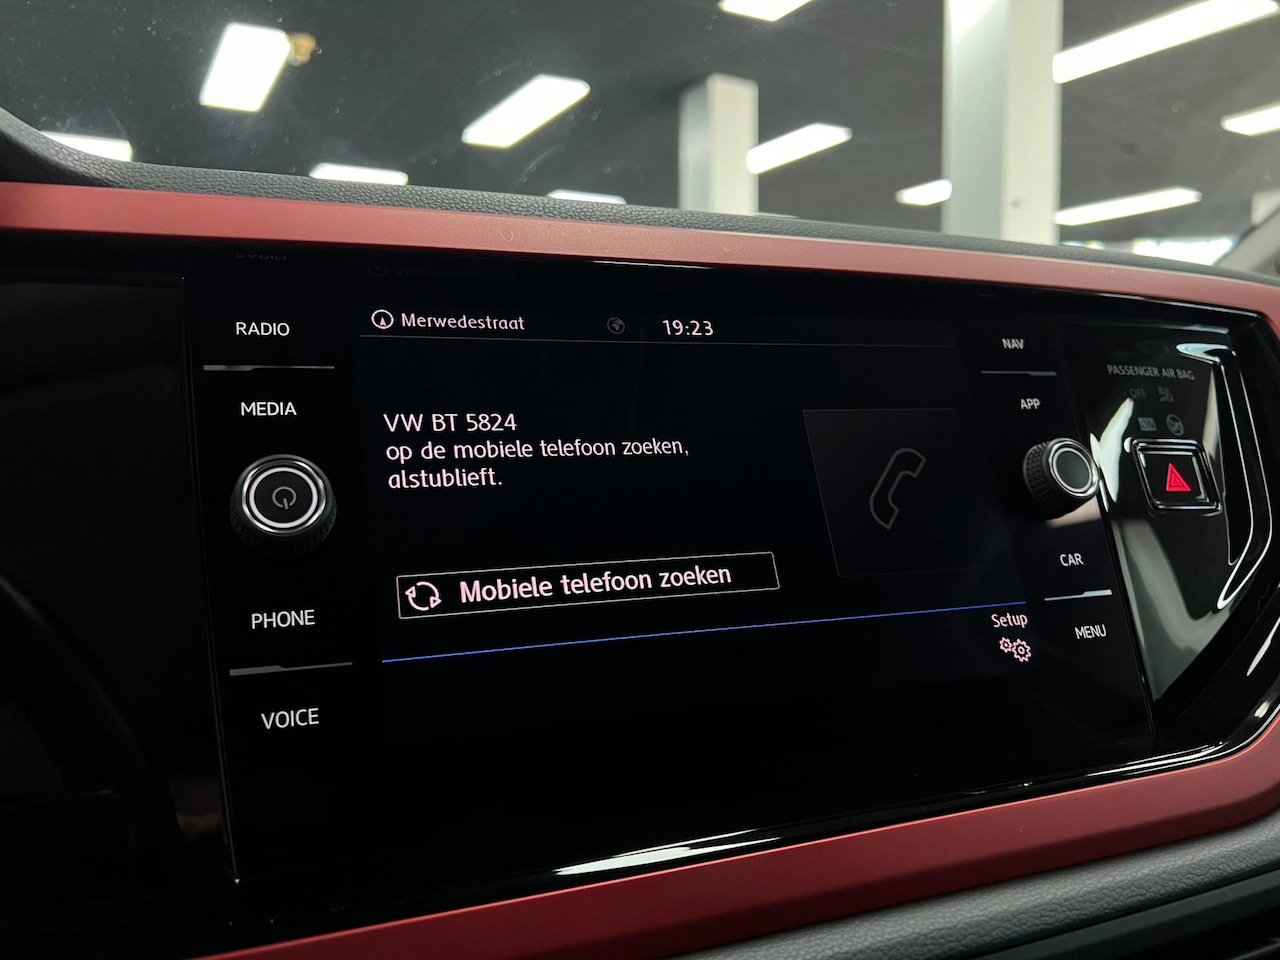 RADIO
MEDIA
PHONE
VOICE
Merwedestraat
19:23
VW BT 5824
op de mobiele telefoon zoeken,
alstublieft.
Mobiele telefoon zoeken
Setup
NAV
APP
CAR
MENU
PASSENGER AIR BAG
OFF